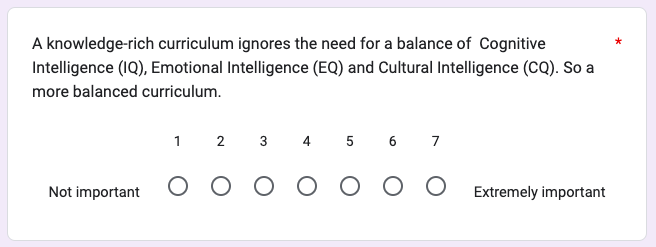 A knowledge-rich curriculum ignores the need for a balance of  Cognitive *
Intelligence (IQ), Emotional Intelligence (EQ) and Cultural Intelligence (CQ). So a
more balanced curriculum.
1 2 3 4 5 6 7
Not important Extremely important